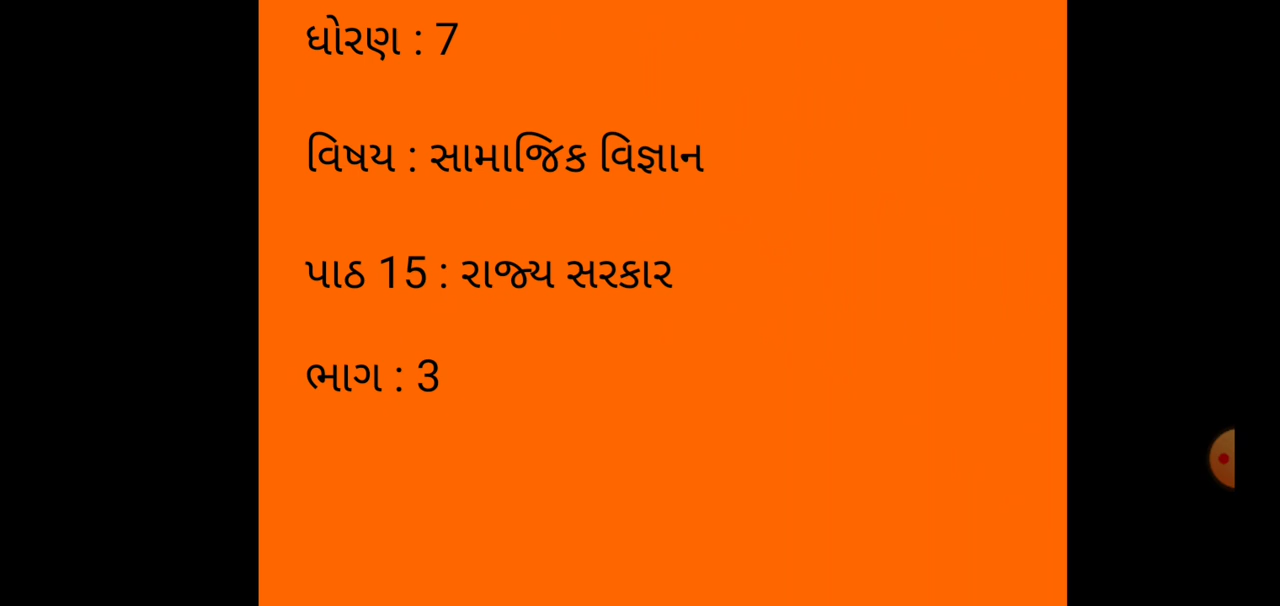 ધોરણ : 7
વિષય : સામાજિક વિજ્ઞાન
પાઠ 15 : રાજ્ય સરકાર
ભાગ : 3